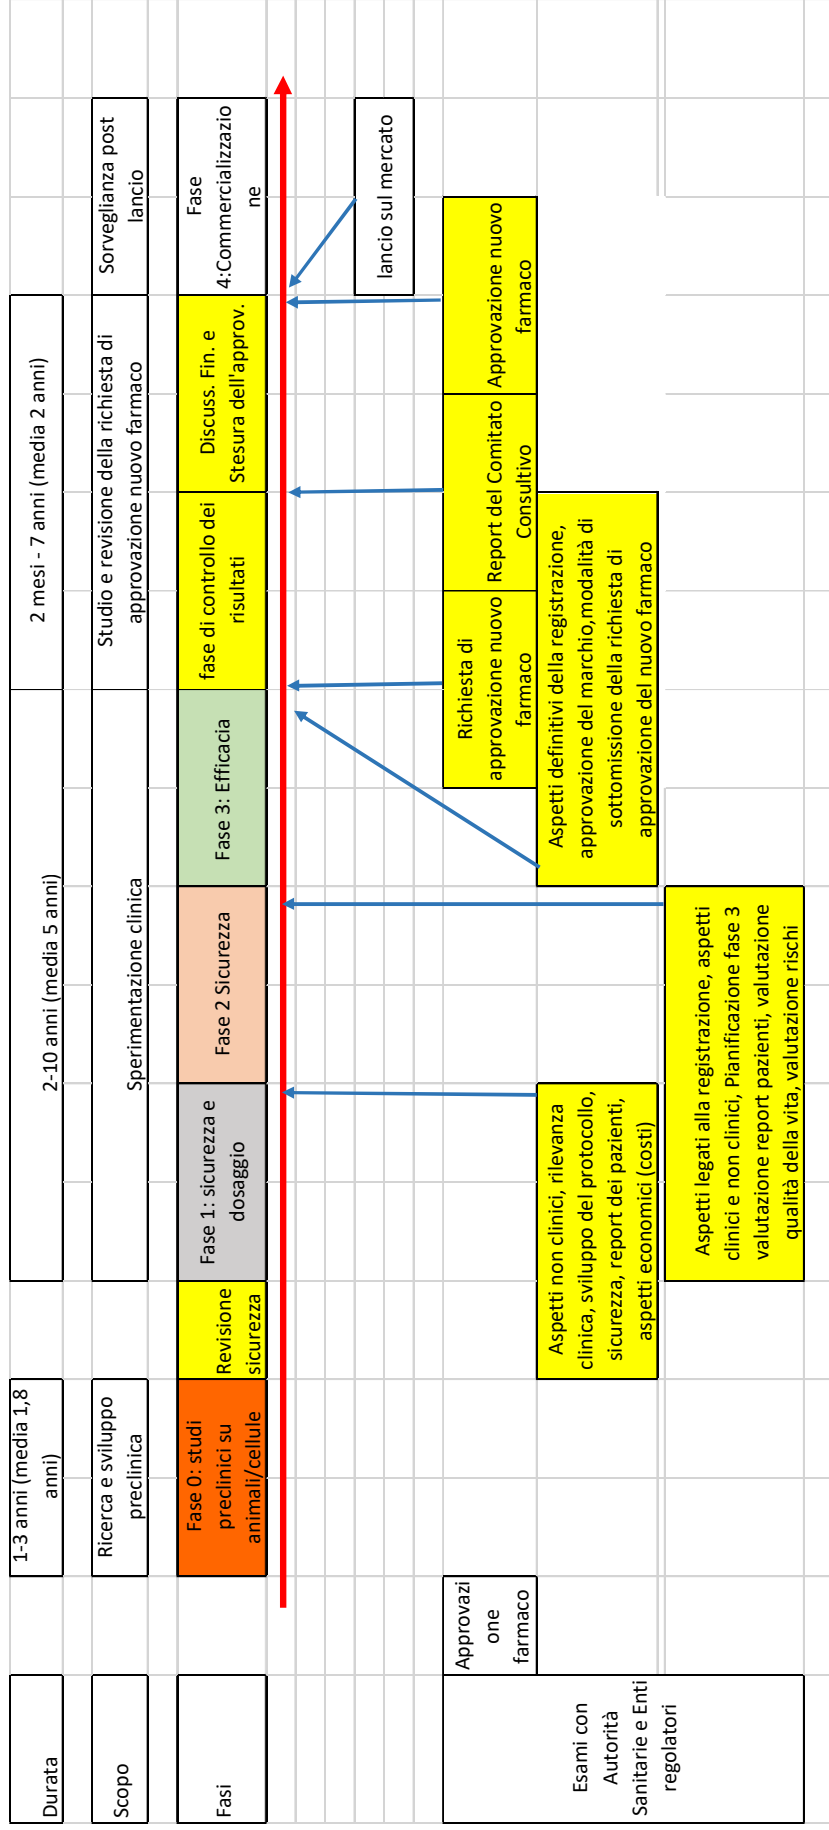 Durata
1-3 anni (media 1,8
anni)
2-10 anni (media 5 anni)
2 mesi - 7 anni (media 2 anni)
Scopo
Ricerca e sviluppo
preclinica
Sperimentazione clinica
Studio e revisione della richiesta di
approvazione nuovo farmaco
Sorveglianza post
lancio
Fasi
Fase 0: studi
preclinici su
animali/cellule
Revisione
sicurezza
Fase 1: sicurezza e
dosaggio
Fase 2 Sicurezza
Fase 3: Efficacia
fase di controllo dei
risultati
Discuss. Fin. e
Stesura dell'approv.
Fase
4:Commercializzazio
ne
lancio sul mercato
Esami con
Autorità
Sanitarie e Enti
regolatori
Approvazi
one
farmaco
Richiesta di
approvazione nuovo
farmaco
Report del Comitato
Consultivo
Approvazione nuovo
farmaco
Aspetti non clinici, rilevanza
clinica, sviluppo del protocollo,
sicurezza, report dei pazienti,
aspetti economici (costi)
Aspetti definitivi della registrazione,
approvazione del marchio,modalità di
sottomissione della richiesta di
approvazione del nuovo farmaco
Aspetti legati alla registrazione, aspetti
clinici e non clinici, Pianificazione fase 3
valutazione report pazienti, valutazione
qualità della vita, valutazione rischi